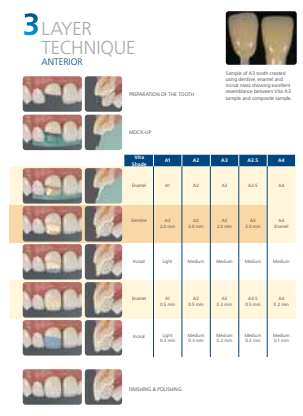 3 LAYER
TECHNIQUE
ANTERIOR
Sample of A3 tooth created
using dentine, enamel and
incisal mass showing excellent
resemblance between Vita A3
sample and composite sample.
PREPARATION OF THE TOOTH
MOCK-UP
Vita Shade A1 A2 A3 A3.5 A4
Enamel A1 A2 A3 A3.5 A4
Dentine A2 2.0 mm A3 2.0 mm A3 2.0 mm A3 2.0 mm A4 Enamel
Incisal Light Medium Medium Medium Medium
Enamel A1 0.5 mm A2 0.5 mm A3 0.3 mm A3.5 0.5 mm A4 0.2 mm
Incisal Light 0.3 mm Medium 0.3 mm Medium 0.2 mm Medium 0.2 mm Medium 0.1 mm
FINISHING & POLISHING